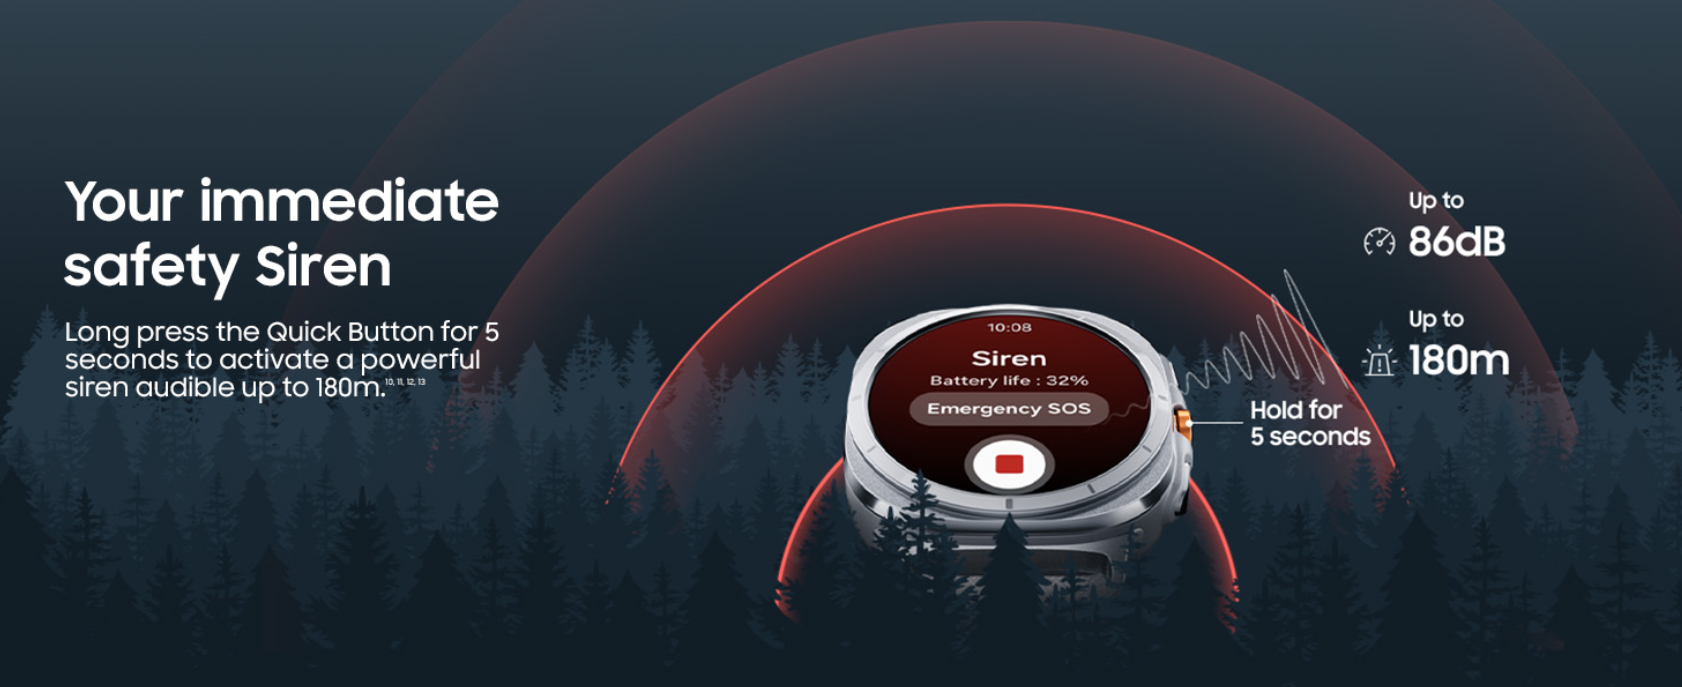 Your immediate
safety Siren
Long press the Quick Button for 5
seconds to activate a powerful
siren audible up to 180m. 10, 11, 12, 13
10:08
Siren
Battery life : 32%
Emergency SOS
Up to
86dB
Up to
180m
Hold for
5 seconds